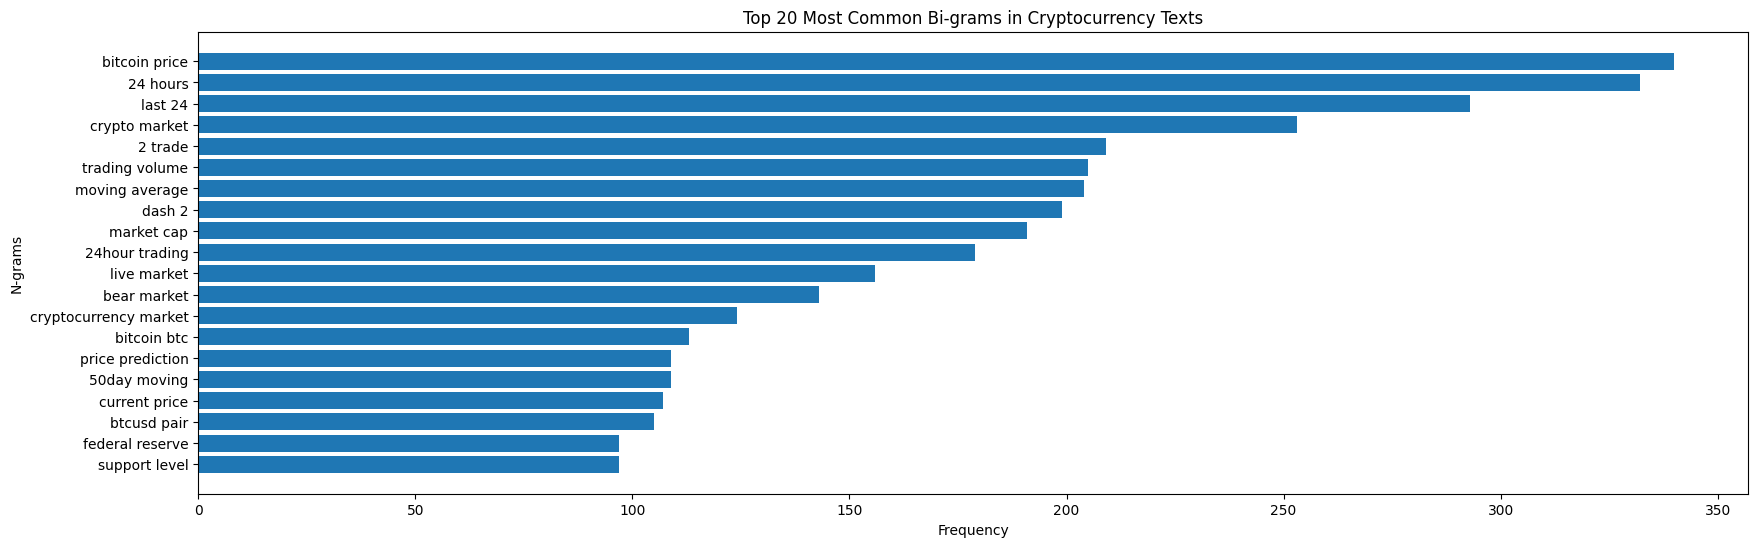 Top 20 Most Common Bi-grams in Cryptocurrency Texts
N-grams
bitcoin price
24 hours
last 24
crypto market
2 trade
trading volume
moving average
dash 2
market cap
24hour trading
live market
bear market
cryptocurrency market
bitcoin btc
price prediction
50day moving
current price
btcusd pair
federal reserve
support level
0 50 100 150 200 250 300 350
Frequency